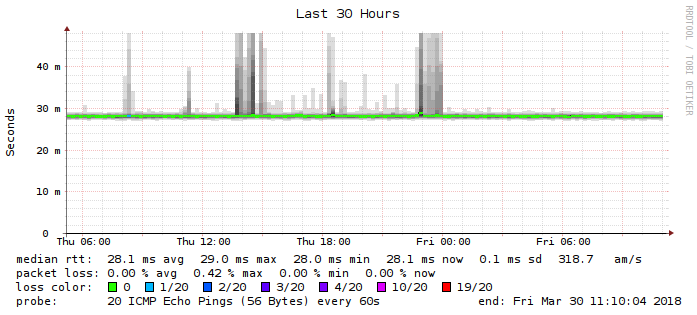 Last 30 Hours
RRDTOOL / TOBI OETIKER
Seconds
40 m
30 m
20 m
10 m
0
Thu 06:00 Thu 12:00 Thu 18:00 Fri 00:00 Fri 06:00
median rtt: 28.1 ms avg 29.0 ms max 28.0 ms min 28.1 ms now 0.1 ms sd 318.7 am/s
packet loss: 0.00 % avg 0.42 % max 0.00 % min 0.00 % now
loss color: 0 1/20 2/20 3/20 4/20 10/20 19/20
probe: 20 ICMP Echo Pings (56 Bytes) every 60s end: Fri Mar 30 11:10:04 2018